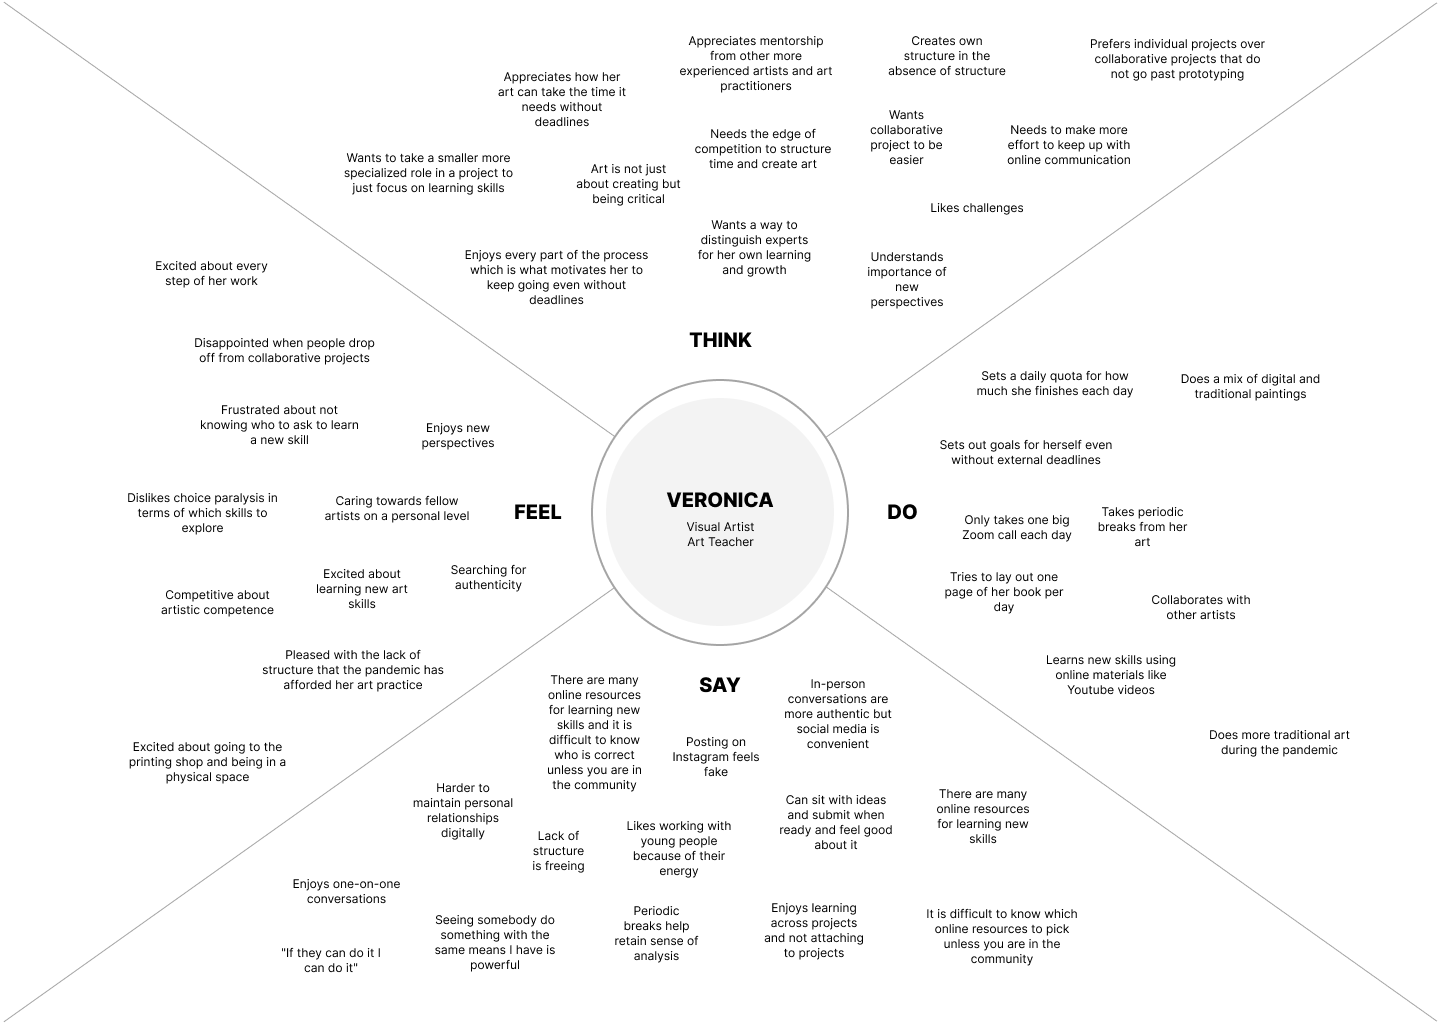 Appreciates mentorship
from other more
experienced artists and art
practitioners
Creates own
structure in the
absence of structure
Prefers individual projects over
collaborative projects that do
not go past prototyping
Appreciates how her
art can take the time it
needs without
deadlines
Wants
collaborative
project to be
easier
Needs the edge of
competition to structure
time and create art
Needs to make more
effort to keep up with
online communication
Wants to take a smaller more
specialized role in a project to
just focus on learning skills
Art is not just
about creating but
being critical
Likes challenges
Wants a way to
distinguish experts
for her own learning
and growth
Enjoys every part of the process
which is what motivates her to
keep going even without
deadlines
Understands
importance of
new
perspectives
THINK
Excited about every
step of her work
Disappointed when people drop
off from collaborative projects
Frustrated about not
knowing who to ask to learn
a new skill
Enjoys new
perspectives
Dislikes choice paralysis in
terms of which skills to
explore
Caring towards fellow
artists on a personal level
FEEL
Excited about
learning new art
skills
Searching for
authenticity
Competitive about
artistic competence
Pleased with the lack of
structure that the pandemic has
afforded her art practice
Excited about going to the
printing shop and being in a
physical space
VERONICA
Visual Artist
Art Teacher
Sets a daily quota for how
much she finishes each day
Does a mix of digital and
traditional paintings
Sets out goals for herself even
without external deadlines
DO
Only takes one big
Zoom call each day
Takes periodic
breaks from her
art
Tries to lay out one
page of her book per
day
Collaborates with
other artists
Learns new skills using
online materials like
Youtube videos
Does more traditional art
during the pandemic
SAY
There are many
online resources
for learning new
skills and it is
difficult to know
who is correct
unless you are in
the community
In-person
conversations are
more authentic but
social media is
convenient
Posting on
Instagram feels
fake
Harder to
maintain personal
relationships
digitally
Can sit with ideas
and submit when
ready and feel good
about it
There are many
online resources
for learning new
skills
Lack of
structure
is freeing
Likes working with
young people
because of their
energy
Enjoys one-on-one
conversations
Seeing somebody do
something with the
same means I have is
powerful
Periodic
breaks help
retain sense of
analysis
Enjoys learning
across projects
and not attaching
to projects
It is difficult to know which
online resources to pick
unless you are in the
community
"If they can do it I
can do it"